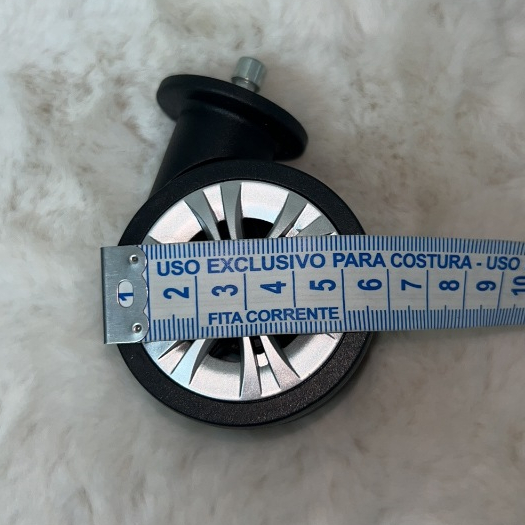 USO EXCLUSIVO PARA COSTURA - USO
1 2 3 4 5 6 7 8 9 10
FITA CORRENTE